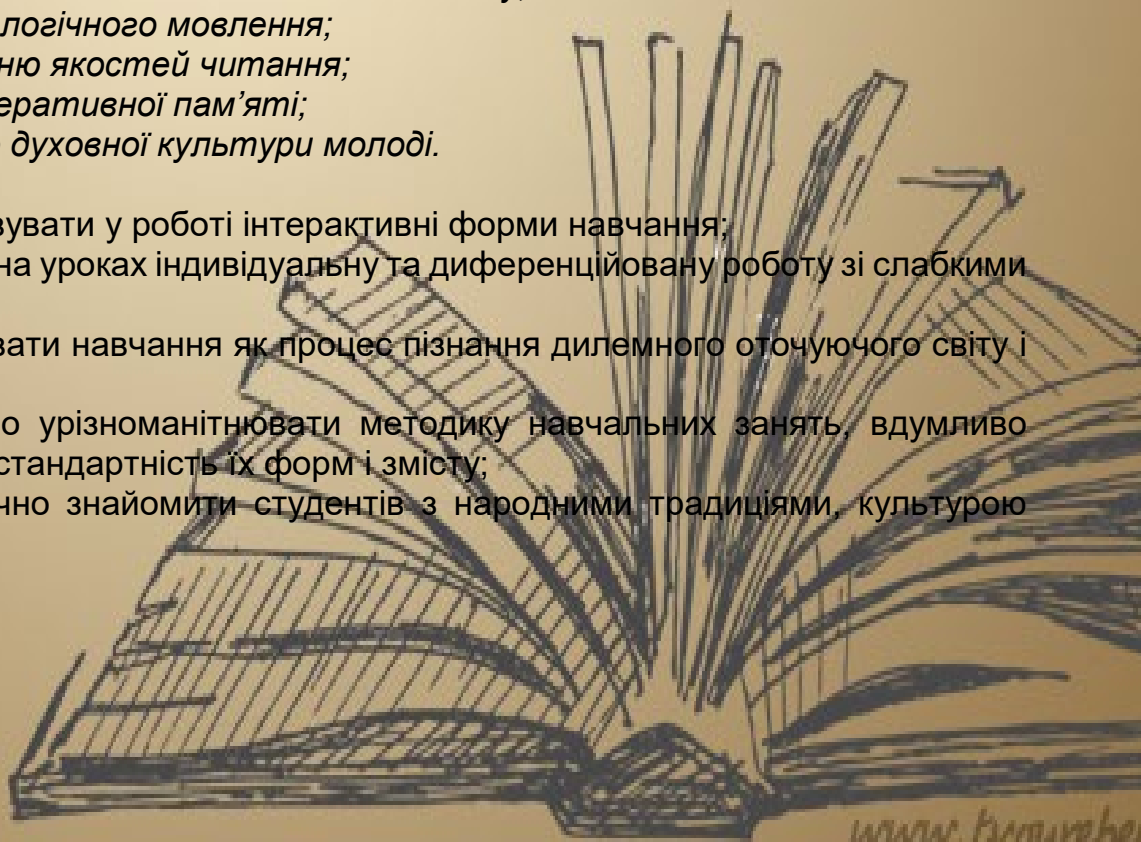 логічного мовлення;
ню якостей читання;
еративної пам’яті;
духовної культури молоді.
вувати у роботі інтерактивні форми навчання;
на уроках індивідуальну та диференційовану роботу зі слабкими
вати навчання як процес пізнання дилемного оточуючого світу і
о урізноманітнювати методику навчальних занять, вдумливо
стандартність їх форм і змісту;
чно знайомити студентів з народними традиціями, культурою